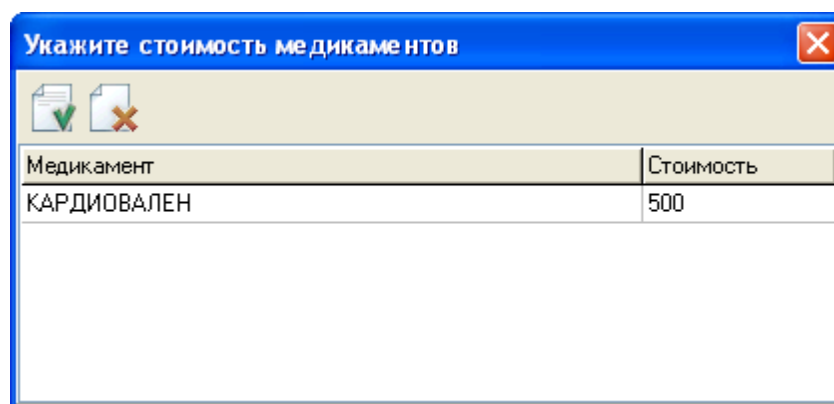 Укажите стоимость медикаментов
Медикамент Стоимость
КАРДИОВАЛЕН 500